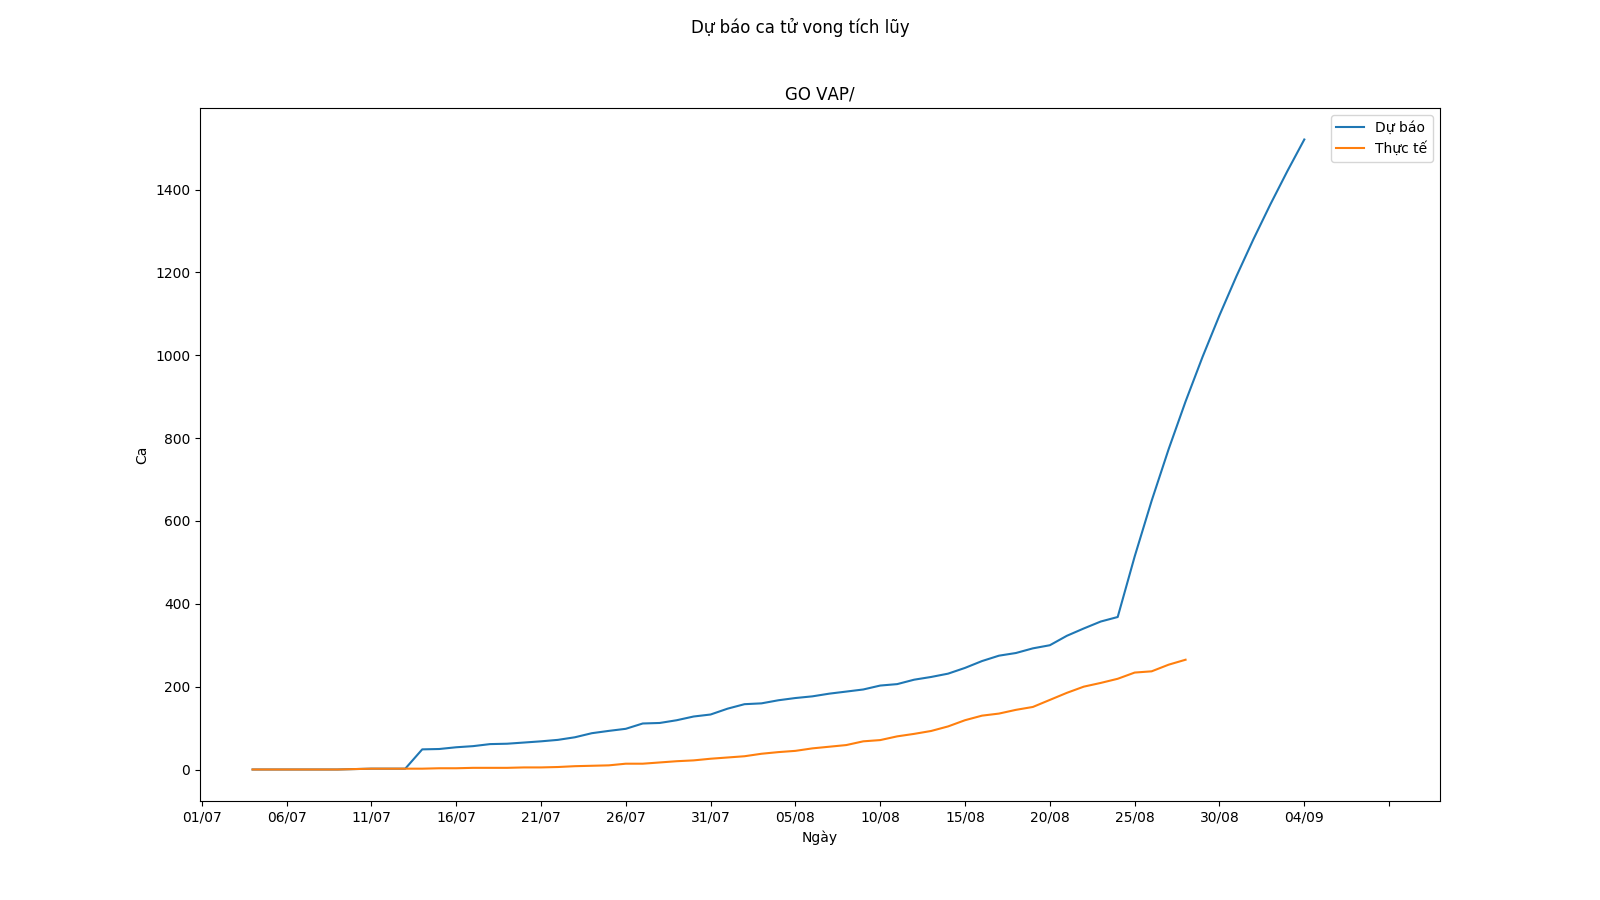 Dự báo ca tử vong tích lũy
GO VAP/
Dự báo
Thực tế
1400
1200
1000
800
600
400
200
0
Ca
01/07 06/07 11/07 16/07 21/07 26/07 31/07 05/08 10/08 15/08 20/08 25/08 30/08 04/09
Ngày